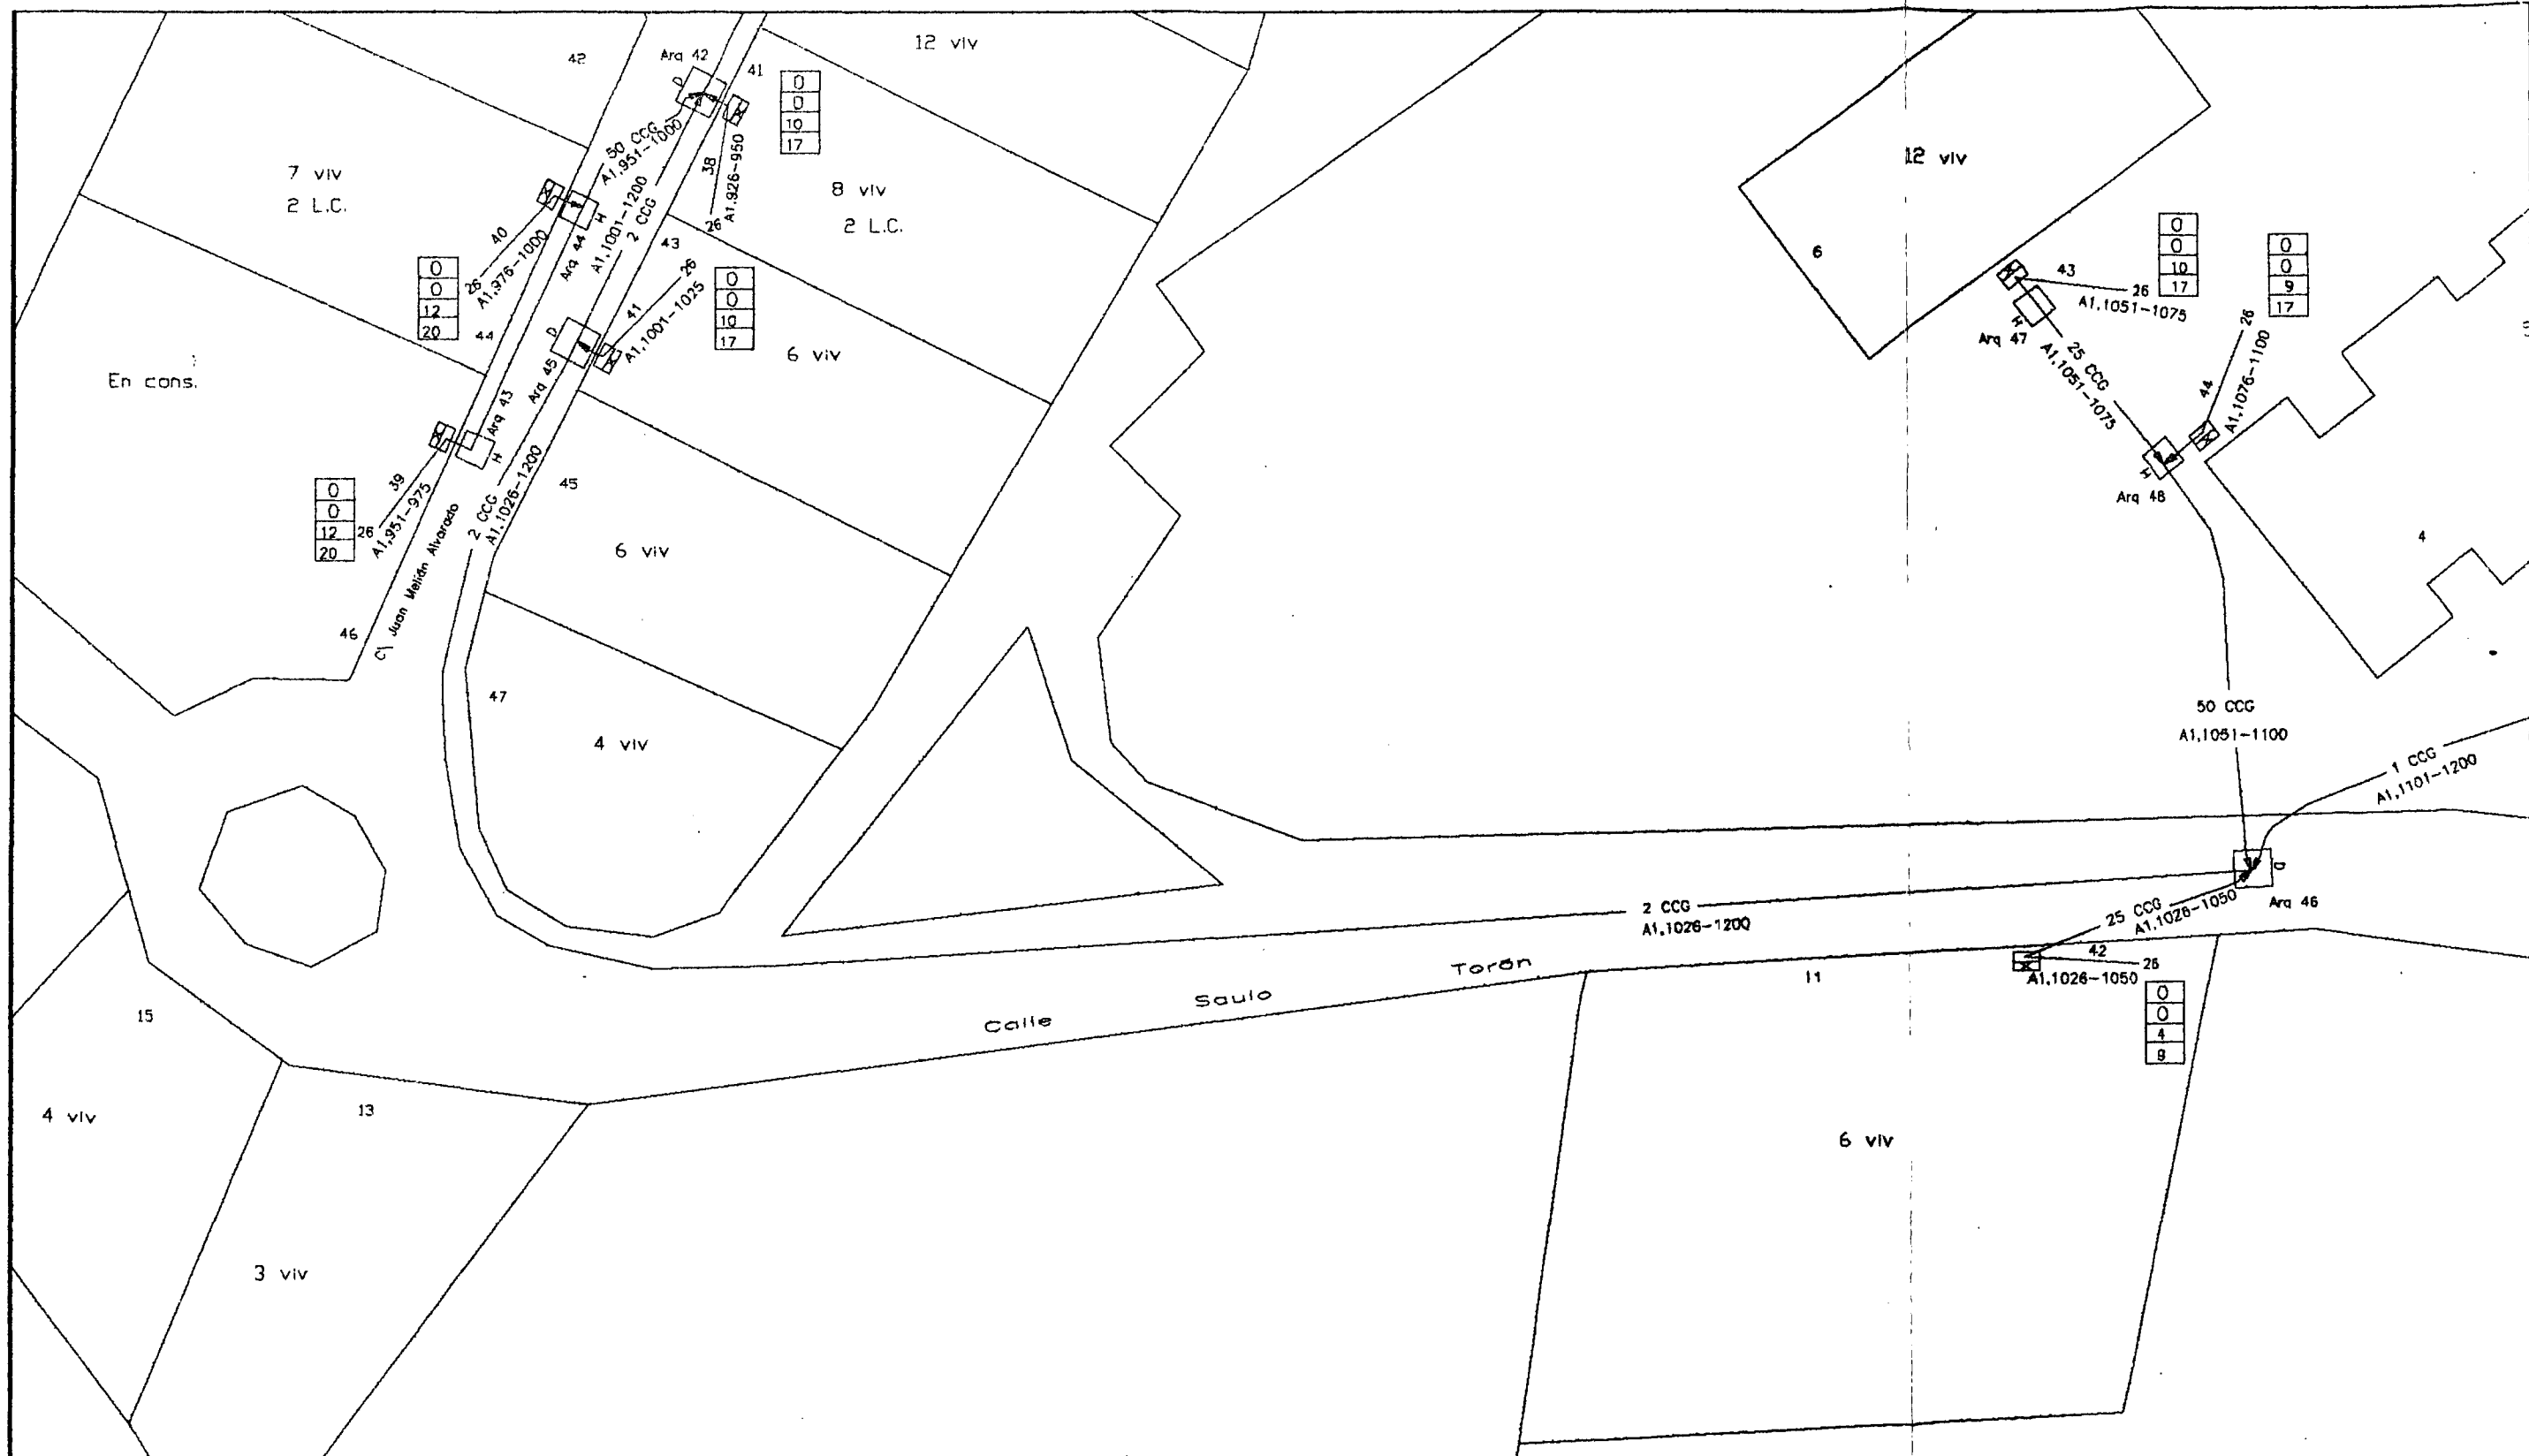 42
Arq 42
D
41
0
0
10
17
12 viv
50 CCG
A1,951-1000
38
A1,926-950
26
7 viv
2 L.C.
8 viv
2 L.C.
12 viv
H
40
26
A1,976-1000
Arq 44
A1,1001-1200
2 CCG
43
0
0
12
20
44
26
41
A1,1001-1025
0
0
10
17
6 viv
D
Arq 45
En cons.
Arq 43
H
39
26
A1,951-975
0
0
12
20
2 CCG
A1,1026-1200
45
6 viv
C\ Juan Melián Alvarado
46
47
4 viv
6
43
26
A1,1051-1075
0
0
10
17
0
0
9
17
H
Arq 47
25 CCG
A1,1051-1075
26
44
A1,1076-1100
H
Arq 48
4
50 CCG
A1,1051-1100
1 CCG
A1,1101-1200
D
Arq 46
2 CCG
A1,1026-1200
25 CCG
A1,1026-1050
42
26
A1,1026-1050
0
0
4
9
Calle Saulo Torón
11
15
13
4 viv
3 viv
6 viv